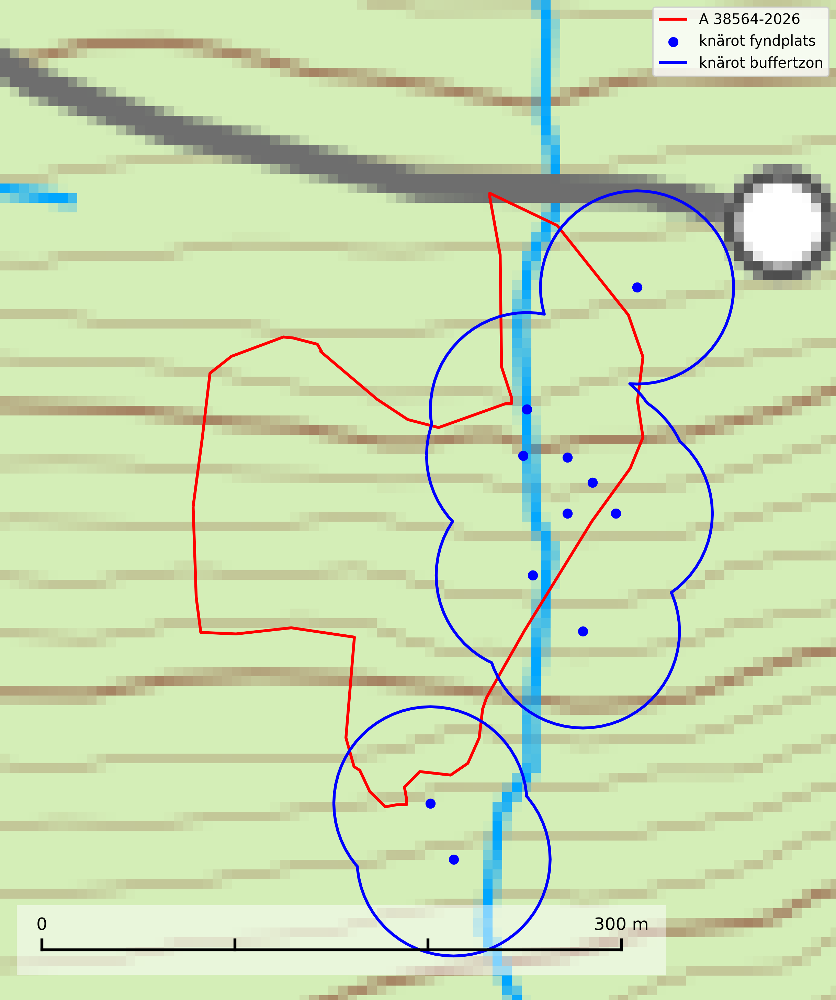 A 38564-2026
knärot fyndplats
knärot buffertzon
0
300 m